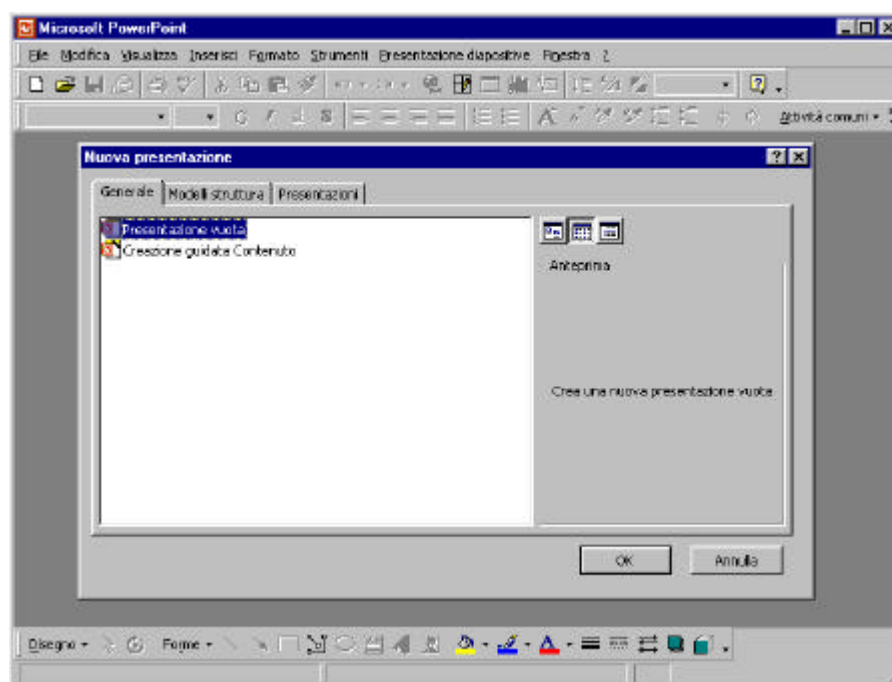 Microsoft PowerPoint
File Modifica Visualizza Inserisci Formato Strumenti Presentazione diapositive Finestra ?
G C S S Attività comuni
Nuova presentazione
Generale Modelli struttura Presentazioni
Presentazione vuota
Creazione guidata Contenuto
Anteprima
Crea una nuova presentazione vuota
OK Annulla
Disegno Forme